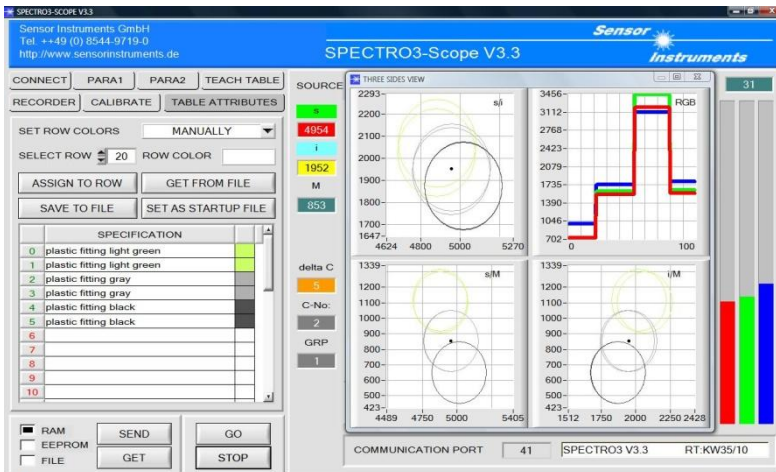 SPECTRO3-SCOPE V3.3
Sensor Instruments GmbH
Tel. ++49 (0) 8544-9719-0
http://www.sensorinstruments.de
SPECTRO3-Scope V3.3
Sensor
Instruments
CONNECT PARA1 PARA2 TEACH TABLE
RECORDER CALIBRATE TABLE ATTRIBUTES
SET ROW COLORS MANUALLY
SELECT ROW 20 ROW COLOR
ASSIGN TO ROW GET FROM FILE
SAVE TO FILE SET AS STARTUP FILE
SPECIFICATION
0 plastic fitting light green
1 plastic fitting light green
2 plastic fitting gray
3 plastic fitting gray
4 plastic fitting black
5 plastic fitting black
6
7
8
9
10
RAM
EEPROM
FILE
SEND
GET
GO
STOP
SOURCE
s
4954
i
1952
M
853
delta C
5
C-No:
2
GRP
1
THREE SIDES VIEW
s/i
2293
2200
2100
2000
1900
1800
1700
1647
4624 4800 5000 5270
RGB
3456
3112
2768
2423
2079
1735
1390
1046
702
0 100
s/M
1339
1200
1100
1000
900
800
700
600
500
423
4489 4750 5000 5405
i/M
1339
1200
1100
1000
900
800
700
600
500
423
1512 1750 2000 2250 2428
31
COMMUNICATION PORT 41 SPECTRO3 V3.3 RT:KW35/10